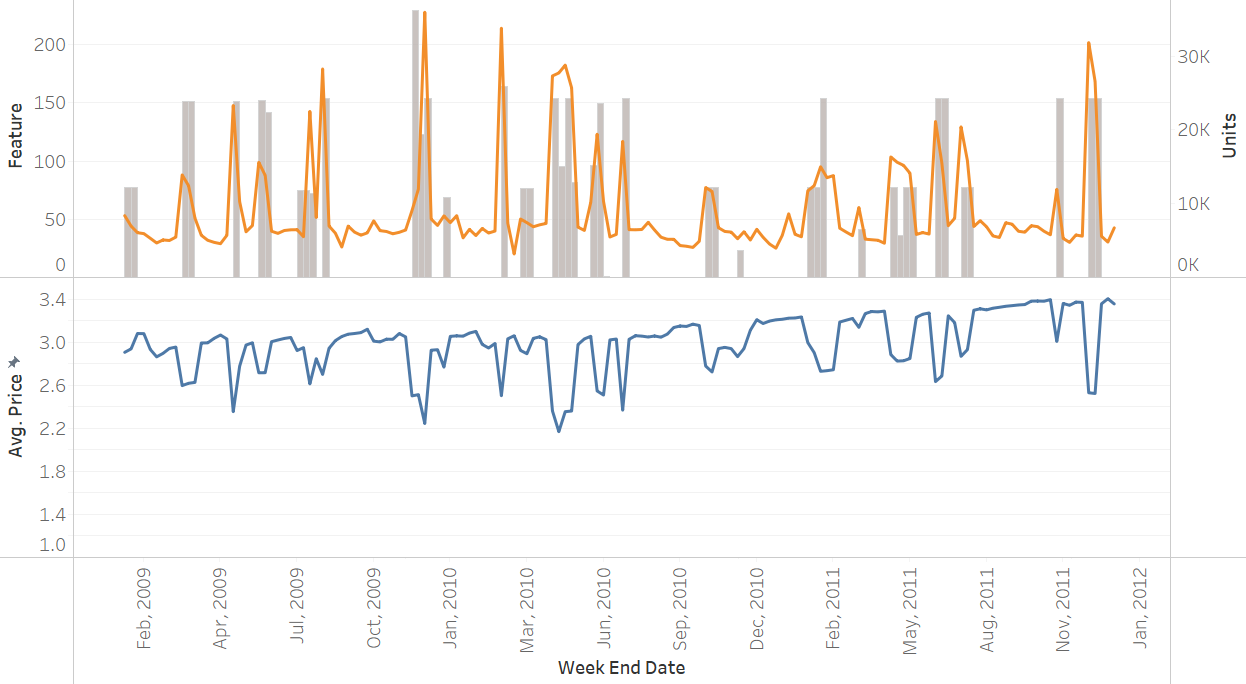 Feature
200
150
100
50
0
Units
30K
20K
10K
0K
Avg. Price
3.4
3.0
2.6
2.2
1.8
1.4
1.0
Feb, 2009
Apr, 2009
Jul, 2009
Oct, 2009
Jan, 2010
Mar, 2010
Jun, 2010
Sep, 2010
Dec, 2010
Feb, 2011
May, 2011
Aug, 2011
Nov, 2011
Jan, 2012
Week End Date